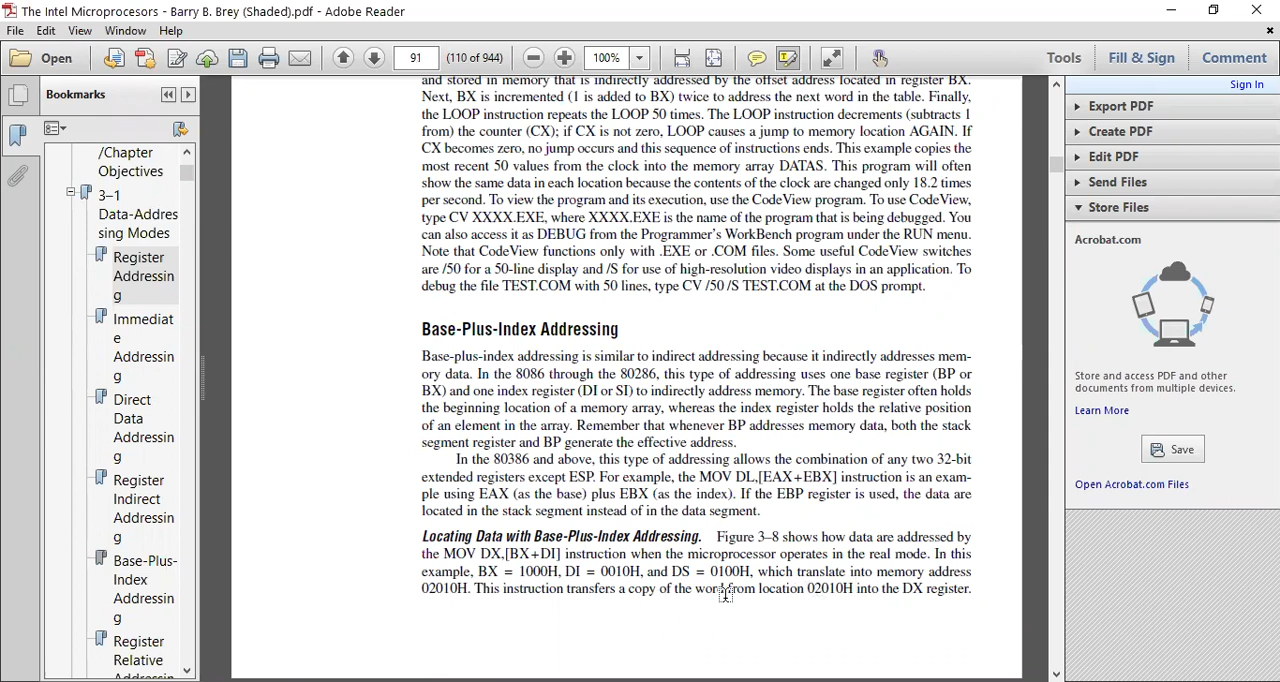 The Intel Microprocesors - Barry B. Brey (Shaded).pdf - Adobe Reader
File Edit View Window Help
Open 91 (110 of 944) 100% Tools Fill & Sign Comment
Bookmarks
/Chapter
Objectives
3–1
Data-Addres
sing Modes
Register
Addressin
g
Immediat
e
Addressin
g
Direct
Data
Addressin
g
Register
Indirect
Addressin
g
Base-Plus-
Index
Addressin
g
Register
Relative
Addressin
and stored in memory that is indirectly addressed by the offset address located in register BX.
Next, BX is incremented (1 is added to BX) twice to address the next word in the table. Finally,
the LOOP instruction repeats the LOOP 50 times. The LOOP instruction decrements (subtracts 1
from) the counter (CX); if CX is not zero, LOOP causes a jump to memory location AGAIN. If
CX becomes zero, no jump occurs and this sequence of instructions ends. This example copies the
most recent 50 values from the clock into the memory array DATAS. This program will often
show the same data in each location because the contents of the clock are changed only 18.2 times
per second. To view the program and its execution, use the CodeView program. To use CodeView,
type CV XXXX.EXE, where XXXX.EXE is the name of the program that is being debugged. You
can also access it as DEBUG from the Programmer's WorkBench program under the RUN menu.
Note that CodeView functions only with .EXE or .COM files. Some useful CodeView switches
are /50 for a 50-line display and /S for use of high-resolution video displays in an application. To
debug the file TEST.COM with 50 lines, type CV /50 /S TEST.COM at the DOS prompt.
Base-Plus-Index Addressing
Base-plus-index addressing is similar to indirect addressing because it indirectly addresses mem-
ory data. In the 8086 through the 80286, this type of addressing uses one base register (BP or
BX) and one index register (DI or SI) to indirectly address memory. The base register often holds
the beginning location of a memory array, whereas the index register holds the relative position
of an element in the array. Remember that whenever BP addresses memory data, both the stack
segment register and BP generate the effective address.
In the 80386 and above, this type of addressing allows the combination of any two 32-bit
extended registers except ESP. For example, the MOV DL,[EAX+EBX] instruction is an exam-
ple using EAX (as the base) plus EBX (as the index). If the EBP register is used, the data are
located in the stack segment instead of in the data segment.
Locating Data with Base-Plus-Index Addressing. Figure 3–8 shows how data are addressed by
the MOV DX,[BX+DI] instruction when the microprocessor operates in the real mode. In this
example, BX = 1000H, DI = 0010H, and DS = 0100H, which translate into memory address
02010H. This instruction transfers a copy of the word from location 02010H into the DX register.
Sign In
Export PDF
Create PDF
Edit PDF
Send Files
Store Files
Acrobat.com
Store and access PDF and other
documents from multiple devices.
Learn More
Save
Open Acrobat.com Files